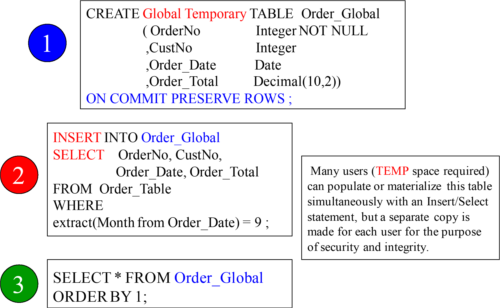 1
CREATE Global Temporary TABLE Order_Global
( OrderNo Integer NOT NULL
,CustNo Integer
,Order_Date Date
,Order_Total Decimal(10,2))
ON COMMIT PRESERVE ROWS ;
2
INSERT INTO Order_Global
SELECT OrderNo, CustNo,
Order_Date, Order_Total
FROM Order_Table
WHERE
extract(Month from Order_Date) = 9 ;
Many users (TEMP space required)
can populate or materialize this table
simultaneously with an Insert/Select
statement, but a separate copy is
made for each user for the purpose
of security and integrity.
3
SELECT * FROM Order_Global
ORDER BY 1;